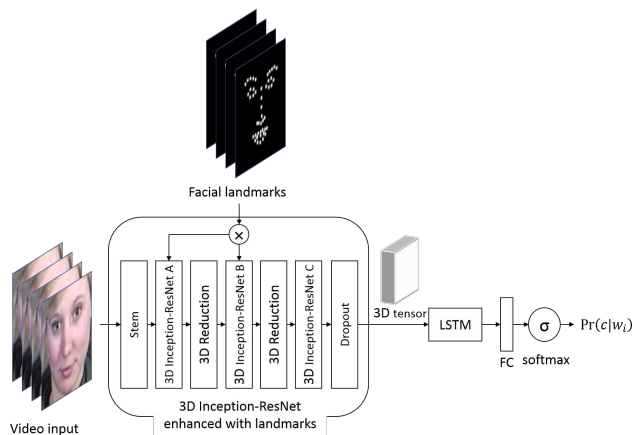 Facial landmarks
×
Stem
3D Inception-ResNet A
3D Reduction
3D Inception-ResNet B
3D Reduction
3D Inception-ResNet C
Dropout
3D tensor
LSTM
FC
σ
softmax
Pr(c|wᵢ)
3D Inception-ResNet
enhanced with landmarks
Video input